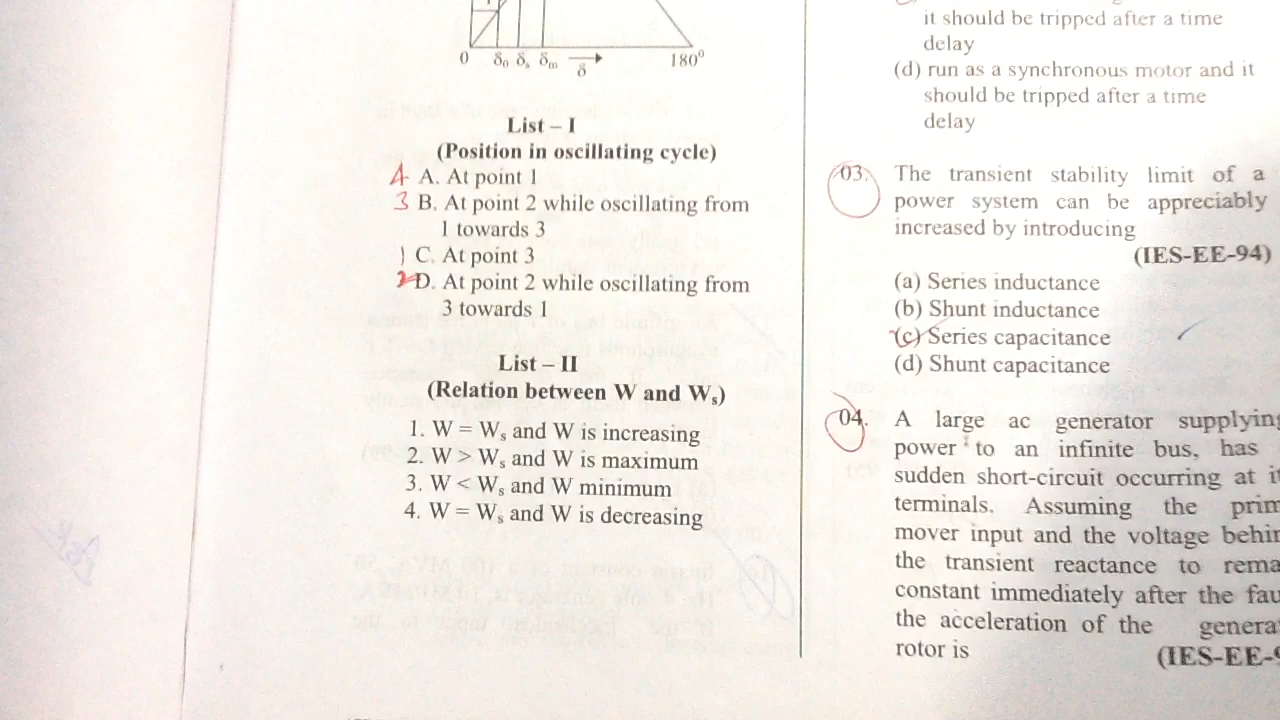 0 δ₀ δₛ δₘ δ 180⁰
List – I
(Position in oscillating cycle)
4 A. At point 1
3 B. At point 2 while oscillating from
1 towards 3
1 C. At point 3
2 D. At point 2 while oscillating from
3 towards 1
List – II
(Relation between W and Wₛ)
1. W = Wₛ and W is increasing
2. W > Wₛ and W is maximum
3. W < Wₛ and W minimum
4. W = Wₛ and W is decreasing
it should be tripped after a time
delay
(d) run as a synchronous motor and it
should be tripped after a time
delay
03. The transient stability limit of a
power system can be appreciably
increased by introducing
(IES-EE-94)
(a) Series inductance
(b) Shunt inductance
(c) Series capacitance
(d) Shunt capacitance
04. A large ac generator supplying
power to an infinite bus, has
sudden short-circuit occurring at
terminals. Assuming the prim
mover input and the voltage behin
the transient reactance to rema
constant immediately after the fau
the acceleration of the genera
rotor is
(IES-EE-9